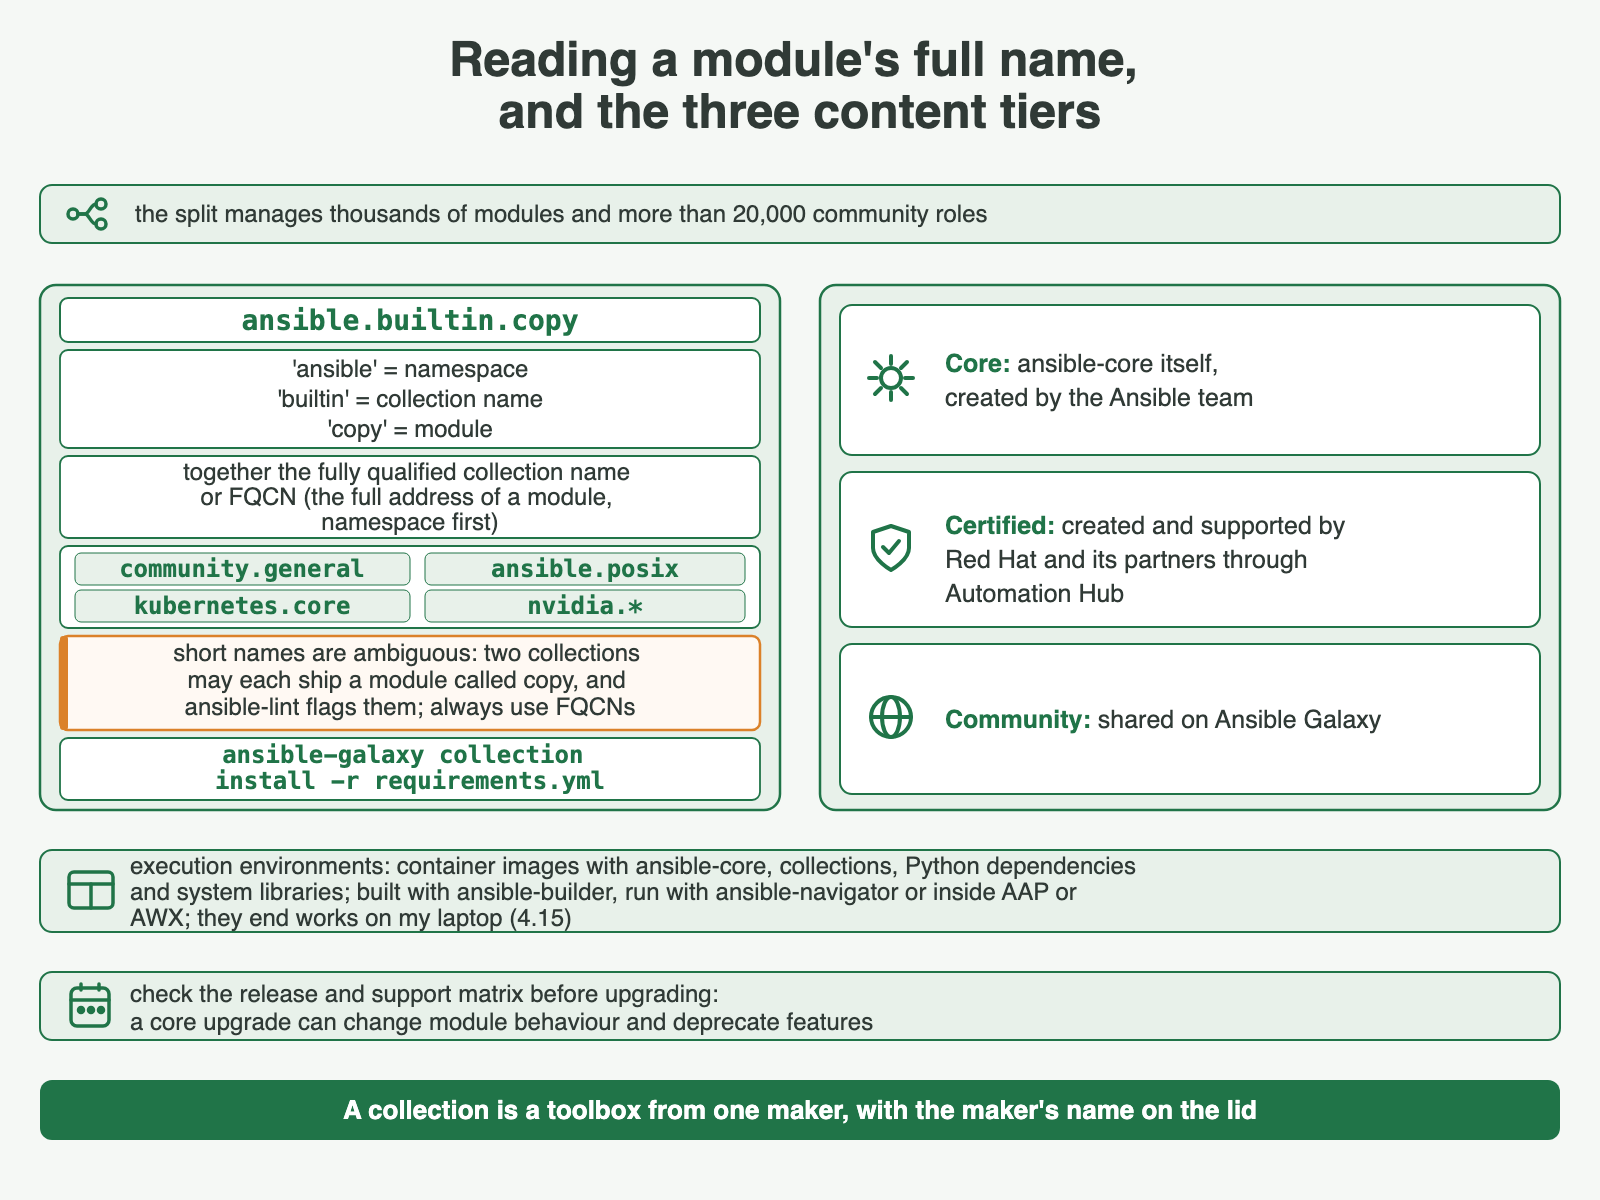 Reading a module's full name,
and the three content tiers
the split manages thousands of modules and more than 20,000 community roles
ansible.builtin.copy
'ansible' = namespace
'builtin' = collection name
'copy' = module
together the fully qualified collection name
or FQCN (the full address of a module,
namespace first)
community.general
ansible.posix
kubernetes.core
nvidia.*
short names are ambiguous: two collections
may each ship a module called copy, and
ansible-lint flags them; always use FQCNs
ansible-galaxy collection
install -r requirements.yml
Core: ansible-core itself,
created by the Ansible team
Certified: created and supported by
Red Hat and its partners through
Automation Hub
Community: shared on Ansible Galaxy
execution environments: container images with ansible-core, collections, Python dependencies
and system libraries; built with ansible-builder, run with ansible-navigator or inside AAP or
AWX; they end works on my laptop (4.15)
check the release and support matrix before upgrading:
a core upgrade can change module behaviour and deprecate features
A collection is a toolbox from one maker, with the maker's name on the lid